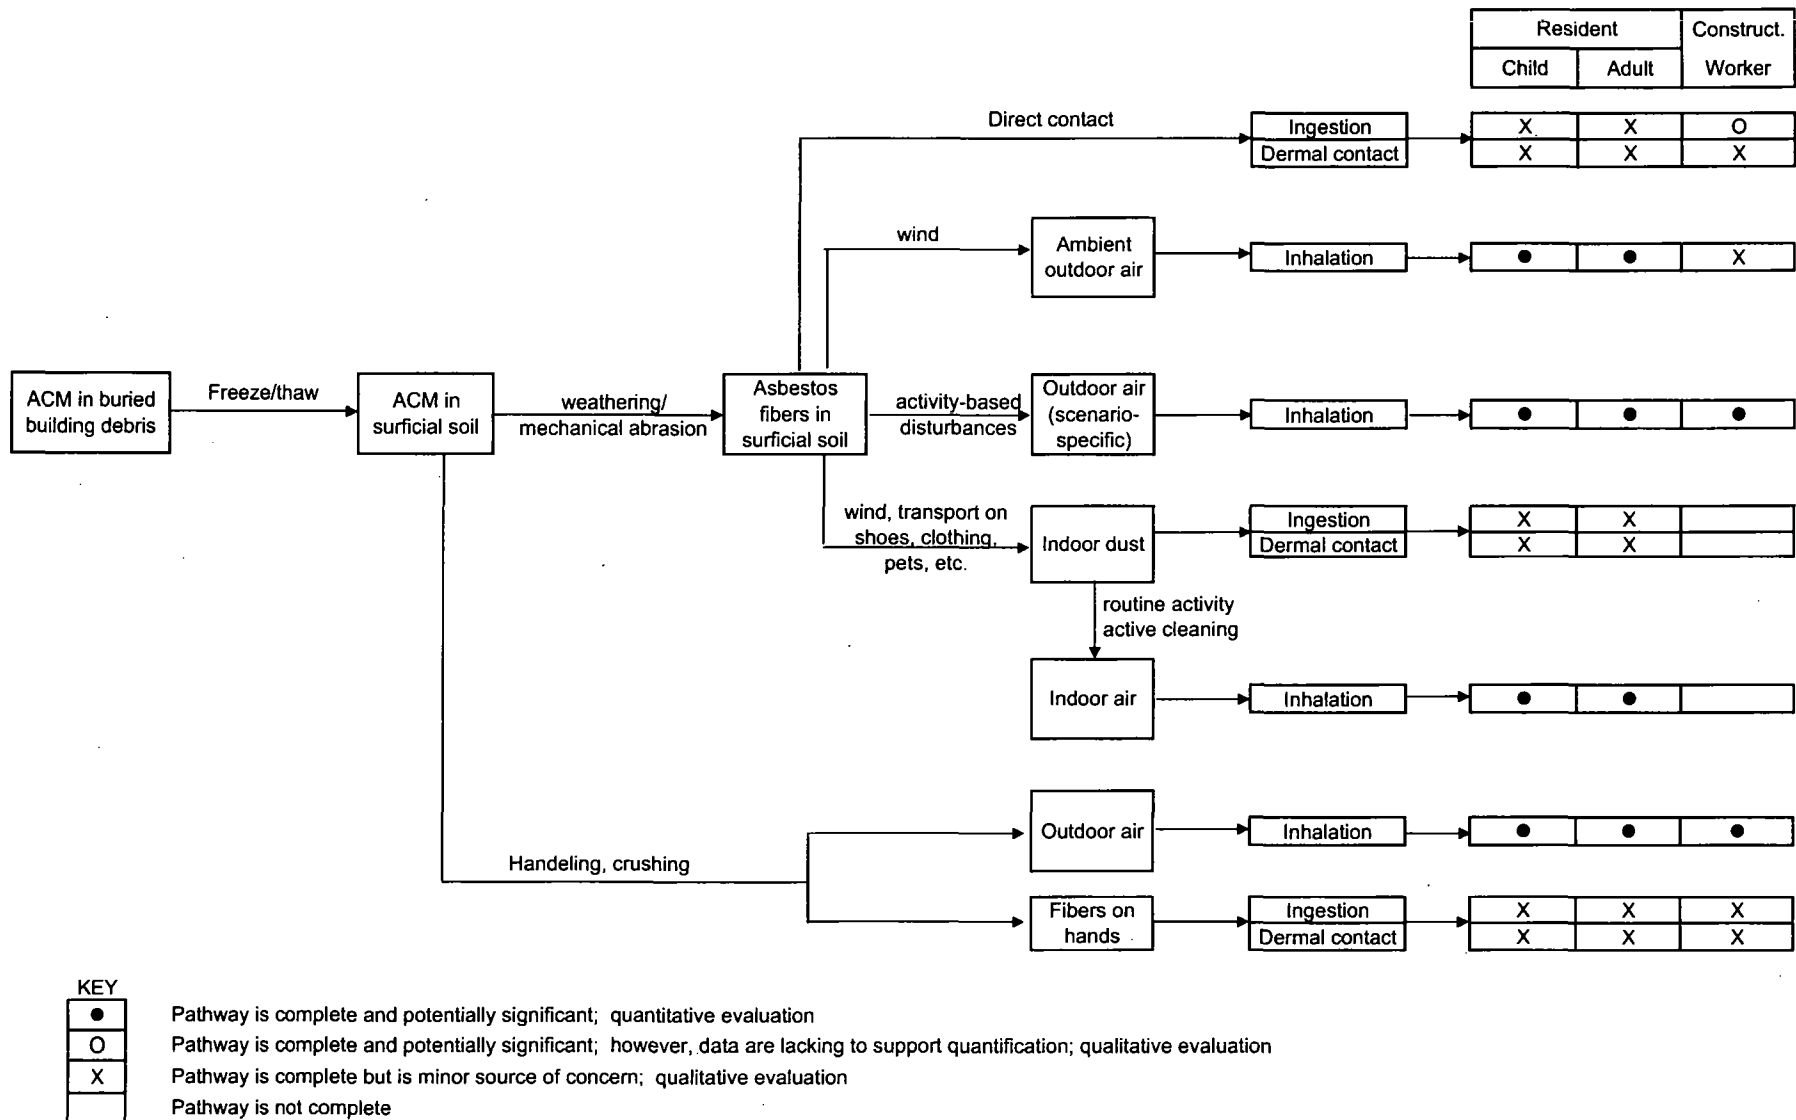 Resident Construct.
Child Adult Worker
Direct contact
Ingestion X X O
Dermal contact X X X
wind
Ambient
outdoor air
Inhalation ● ● X
ACM in buried
building debris
Freeze/thaw
ACM in
surficial soil
weathering/
mechanical abrasion
Asbestos
fibers in
surficial soil
activity-based
disturbances
Outdoor air
(scenario-
specific)
Inhalation ● ● ●
wind, transport on
shoes, clothing,
pets, etc.
Indoor dust
Ingestion X X
Dermal contact X X
routine activity
active cleaning
Indoor air
Inhalation ● ●
Handeling, crushing
Outdoor air
Inhalation ● ● ●
Fibers on
hands
Ingestion X X X
Dermal contact X X X
KEY
● Pathway is complete and potentially significant; quantitative evaluation
O Pathway is complete and potentially significant; however, data are lacking to support quantification; qualitative evaluation
X Pathway is complete but is minor source of concern; qualitative evaluation
Pathway is not complete